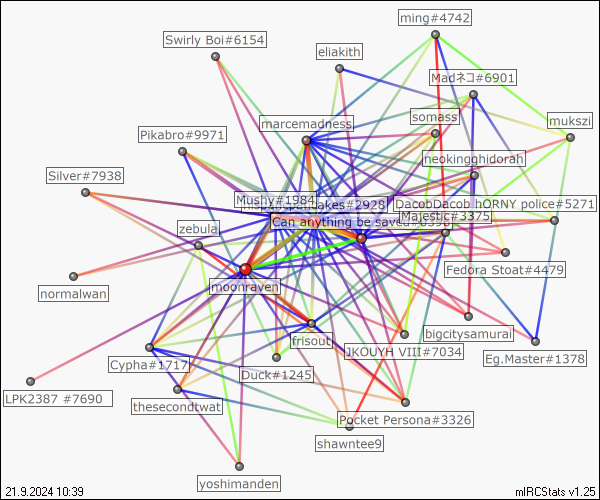 ming#4742
Swirly Boi#6154
eliakith
Madネコ#6901
somass
mukszi
marcemadness
Pikabro#9971
neokingghidorah
Silver#7938
Mushy#1984
akes#2928
DacobDacob
hORNY police#5271
Majestic#3375
Can anything be saved#
zebula
Fedora Stoat#4479
moonraven
normalwan
bigcitysamurai
frisout
JKOUYH VIII#7034
Eg.Master#1378
Cypha#1717
Duck#1245
LPK2387 #7690
thesecondtwat
Pocket Persona#3326
shawntee9
yoshimanden
21.9.2024 10:39
mIRCStats v1.25